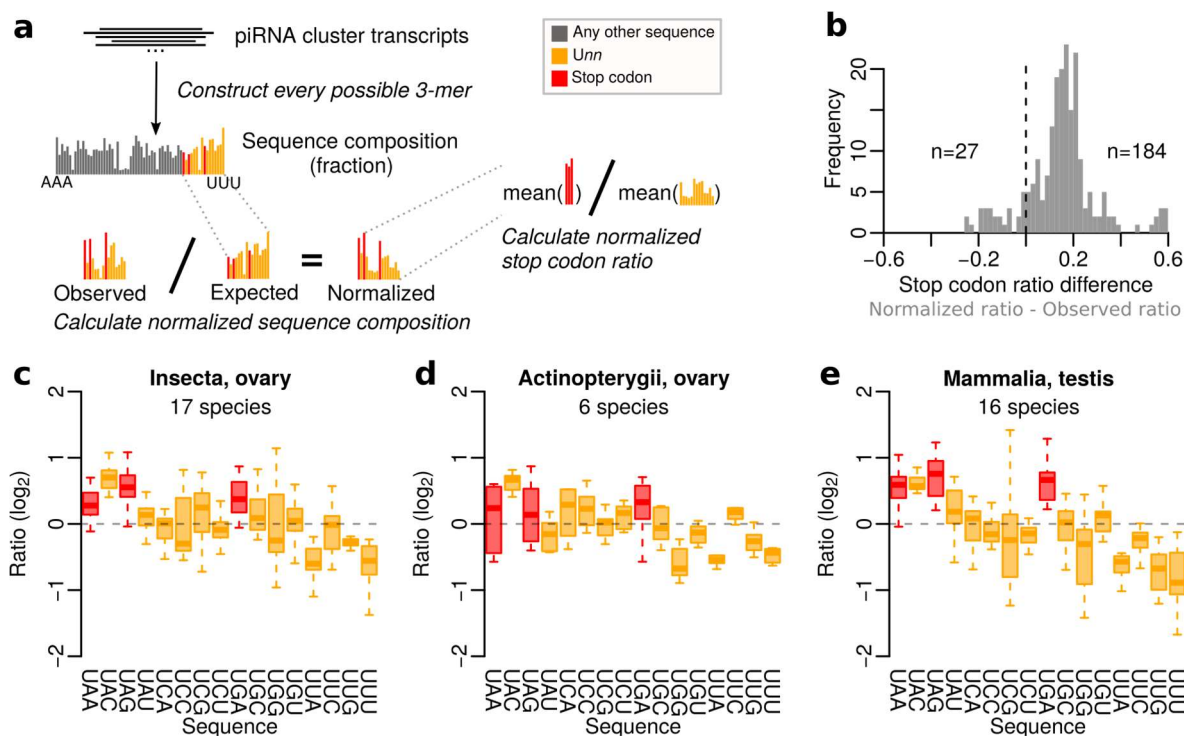 a
piRNA cluster transcripts
...
Construct every possible 3-mer
Sequence composition
(fraction)
AAA
UUU
Observed
/
Expected
=
Normalized
Calculate normalized sequence composition
Any other sequence
Unn
Stop codon
mean( ) / mean( )
Calculate normalized
stop codon ratio
b
Frequency
20
10
5
0
n=27
n=184
−0.6
−0.2
0.2
0.6
Stop codon ratio difference
Normalized ratio - Observed ratio
c
Insecta, ovary
17 species
Ratio (log2)
2
1
0
−1
−2
UAA
UAC
UAG
UAU
UCA
UCC
UCG
UCU
UGA
UGC
UGG
UGU
UUA
UUC
UUG
UUU
Sequence
d
Actinopterygii, ovary
6 species
Ratio (log2)
2
1
0
−1
−2
UAA
UAC
UAG
UAU
UCA
UCC
UCG
UCU
UGA
UGC
UGG
UGU
UUA
UUC
UUG
UUU
Sequence
e
Mammalia, testis
16 species
Ratio (log2)
2
1
0
−1
−2
UAA
UAC
UAG
UAU
UCA
UCC
UCG
UCU
UGA
UGC
UGG
UGU
UUA
UUC
UUG
UUU
Sequence